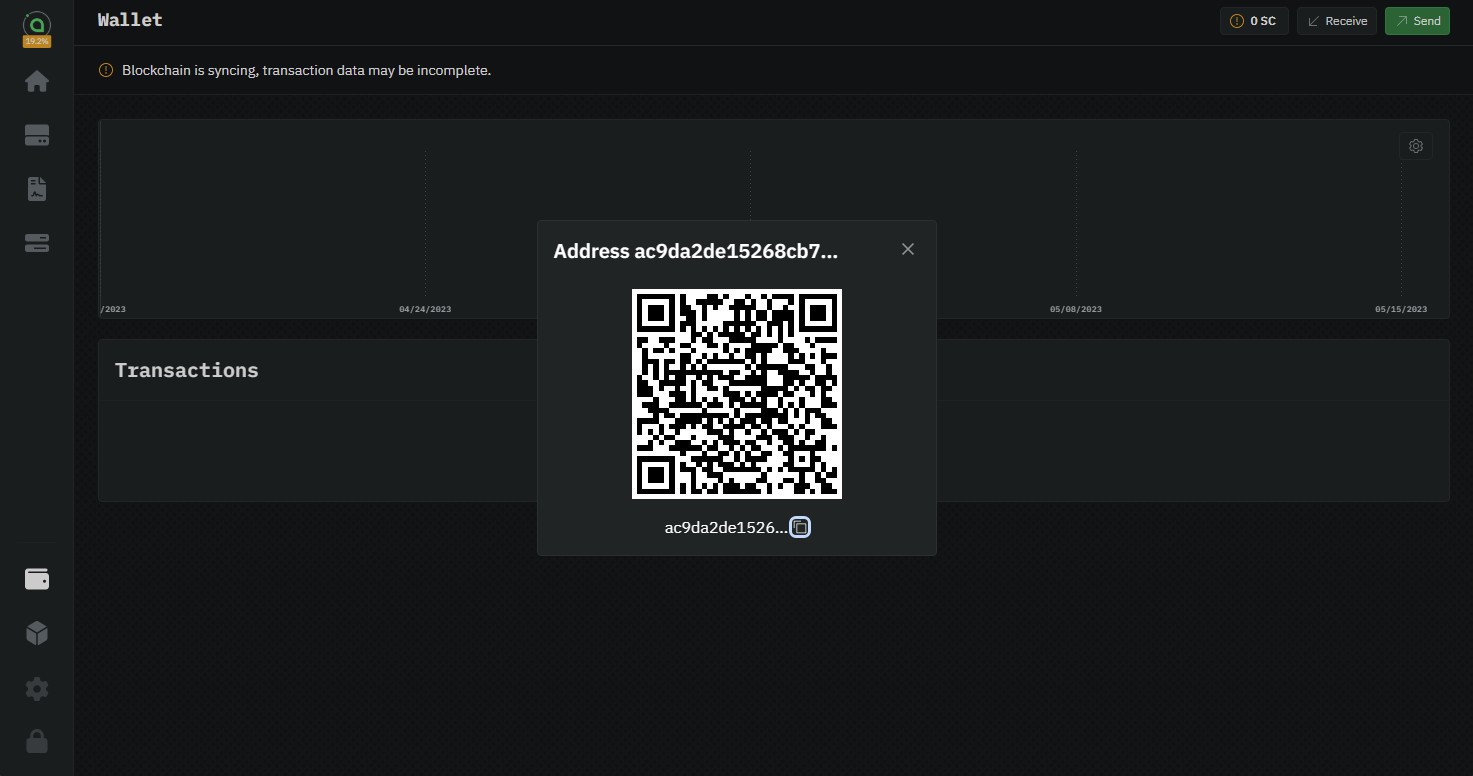 Wallet
0 SC
Receive
Send
19.2%
Blockchain is syncing, transaction data may be incomplete.
/2023
04/24/2023
05/08/2023
05/15/2023
Address ac9da2de15268cb7...
Transactions
ac9da2de1526...